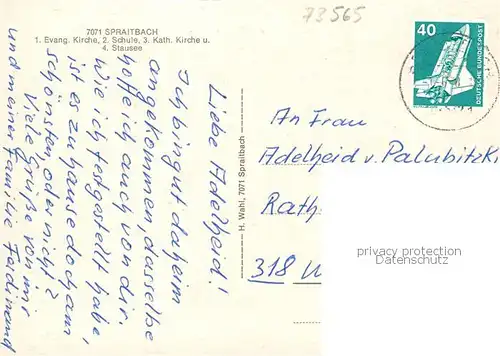 7071 SPRAITBACH
1. Evang. Kirche, 2. Schule, 3. Kath. Kirche u.
4. Stausee
73565
40
DEUTSCHE BUNDESPOST
Liebe Adelheid!
Ich bin gut daheim
angekommen, dasselbe
hoffe ich auch von dir.
Wie ich festgestellt habe,
ist es zuhause doch am
schönsten, oder nicht?
Viele Grüße von mir
und meiner Familie Ferdinand
H. Wahl, 7071 Spraitbach
An Frau
Adelheid v. Palubitzki
Rath
318 W
privacy protection
Datenschutz